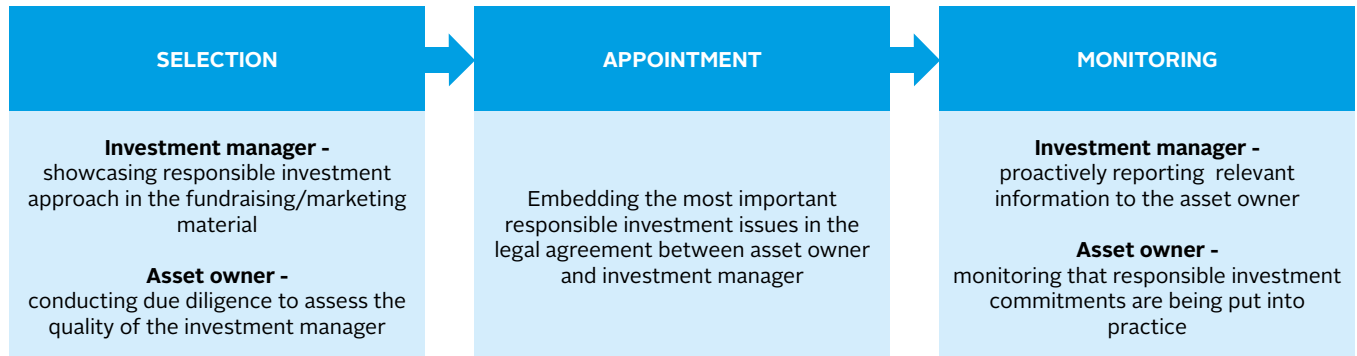 SELECTION
Investment manager -
showcasing responsible investment
approach in the fundraising/marketing
material
Asset owner -
conducting due diligence to assess the
quality of the investment manager
APPOINTMENT
Embedding the most important
responsible investment issues in the
legal agreement between asset owner
and investment manager
MONITORING
Investment manager -
proactively reporting relevant
information to the asset owner
Asset owner -
monitoring that responsible investment
commitments are being put into
practice